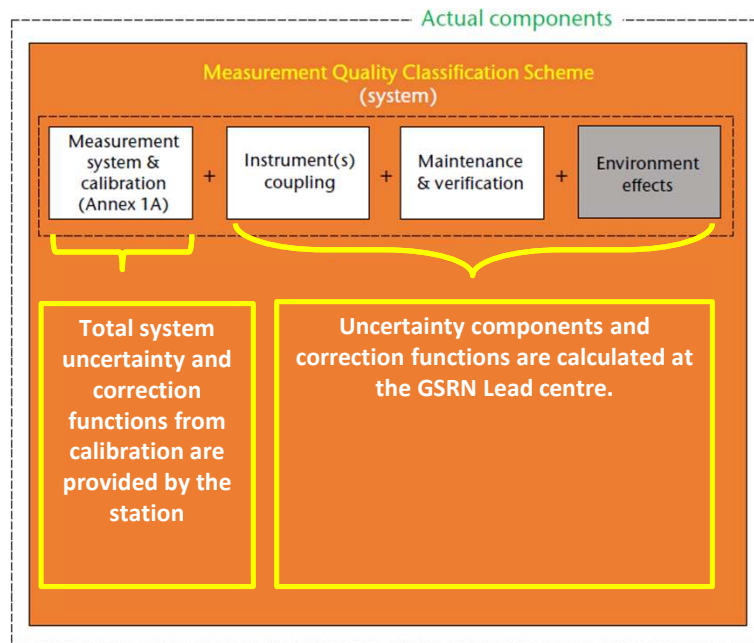 Actual components
Measurement Quality Classification Scheme
(system)
Measurement
system &
calibration
(Annex 1A)
+
Instrument(s)
coupling
+
Maintenance
& verification
+
Environment
effects
Total system
uncertainty and
correction
functions from
calibration are
provided by the
station
Uncertainty components and
correction functions are calculated at
the GSRN Lead centre.